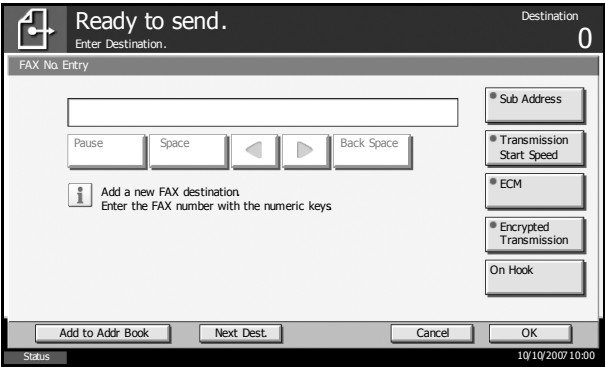 Ready to send.
Destination
Enter Destination.
0
FAX No. Entry
Sub Address
Pause
Space
Back Space
Transmission
Start Speed
i
Add a new FAX destination.
Enter the FAX number with the numeric keys.
ECM
Encrypted
Transmission
On Hook
Add to Addr Book
Next Dest.
Cancel
OK
Status
10/10/2007 10:00